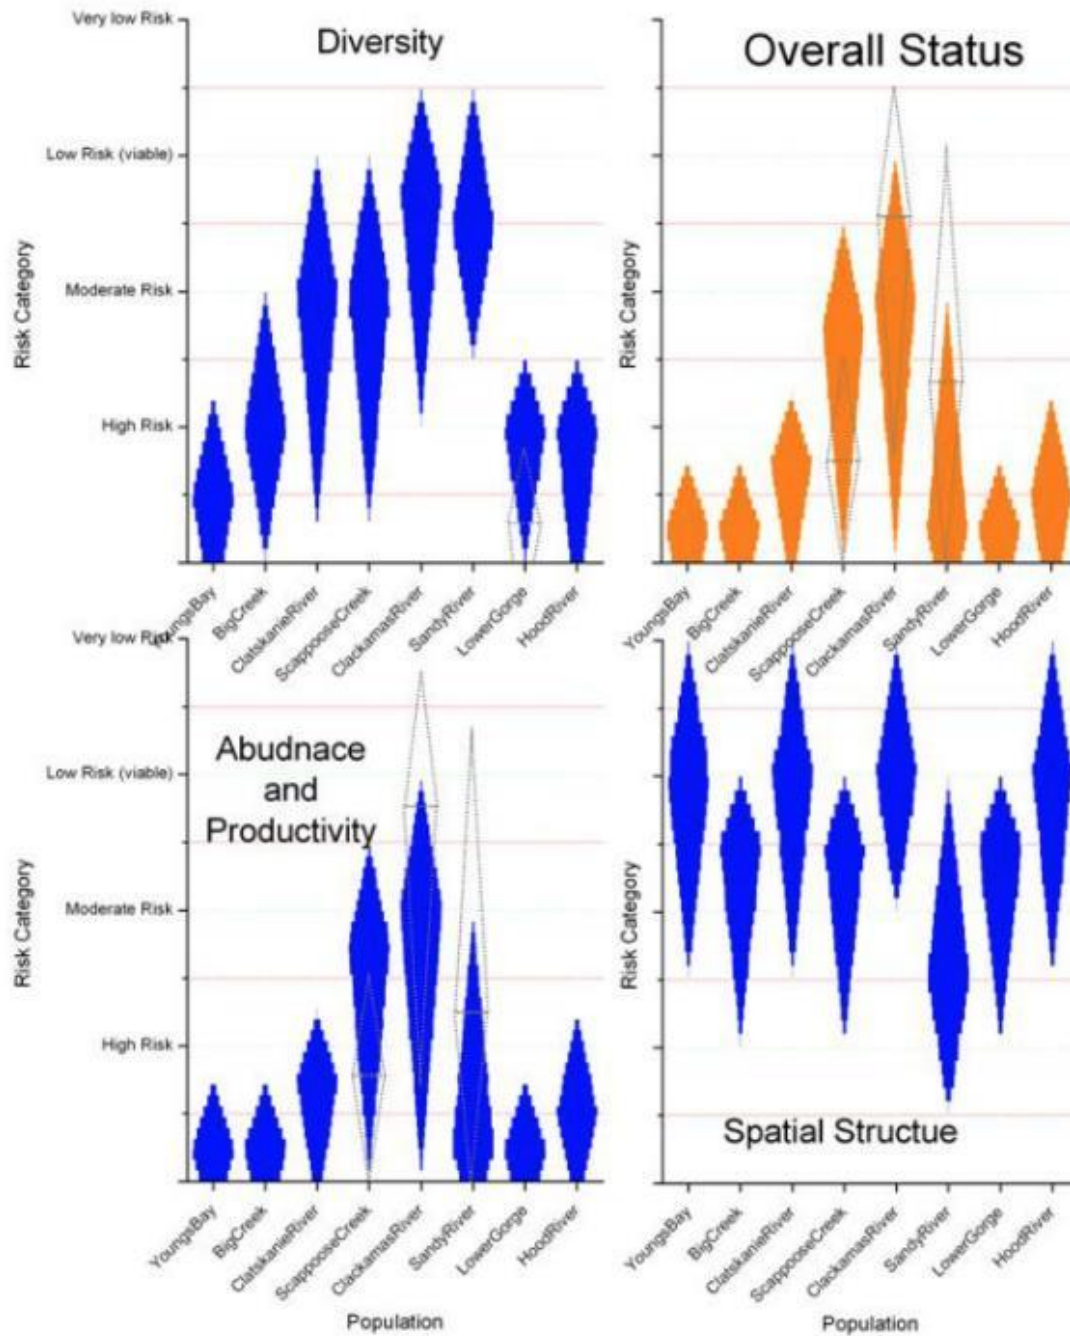 Very low Risk
Diversity
Overall Status
Low Risk (viable)
Moderate Risk
High Risk
Risk Category
Risk Category
YoungsBay
BigCreek
ClatskanieRiver
ScappooseCreek
ClackamasRiver
SandyRiver
LowerGorge
HoodRiver
YoungsBay
BigCreek
ClatskanieRiver
ScappooseCreek
ClackamasRiver
SandyRiver
LowerGorge
HoodRiver
Very low Risk
Abudnace
and
Productivity
Low Risk (viable)
Moderate Risk
High Risk
Risk Category
Risk Category
Spatial Structue
YoungsBay
BigCreek
ClatskanieRiver
ScappooseCreek
ClackamasRiver
SandyRiver
LowerGorge
HoodRiver
Population
YoungsBay
BigCreek
ClatskanieRiver
ScappooseCreek
ClackamasRiver
SandyRiver
LowerGorge
HoodRiver
Population